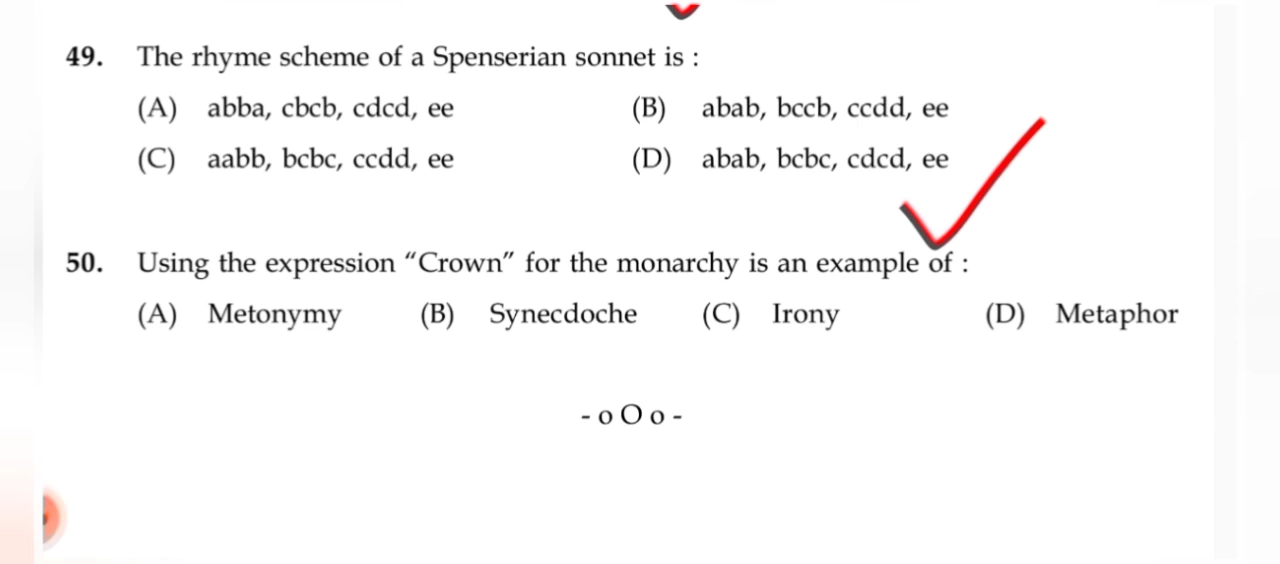 49. The rhyme scheme of a Spenserian sonnet is :
(A) abba, cbcb, cdcd, ee (B) abab, bccb, ccdd, ee
(C) aabb, bcbc, ccdd, ee (D) abab, bcbc, cdcd, ee
50. Using the expression “Crown” for the monarchy is an example of :
(A) Metonymy (B) Synecdoche (C) Irony (D) Metaphor
- o O o -